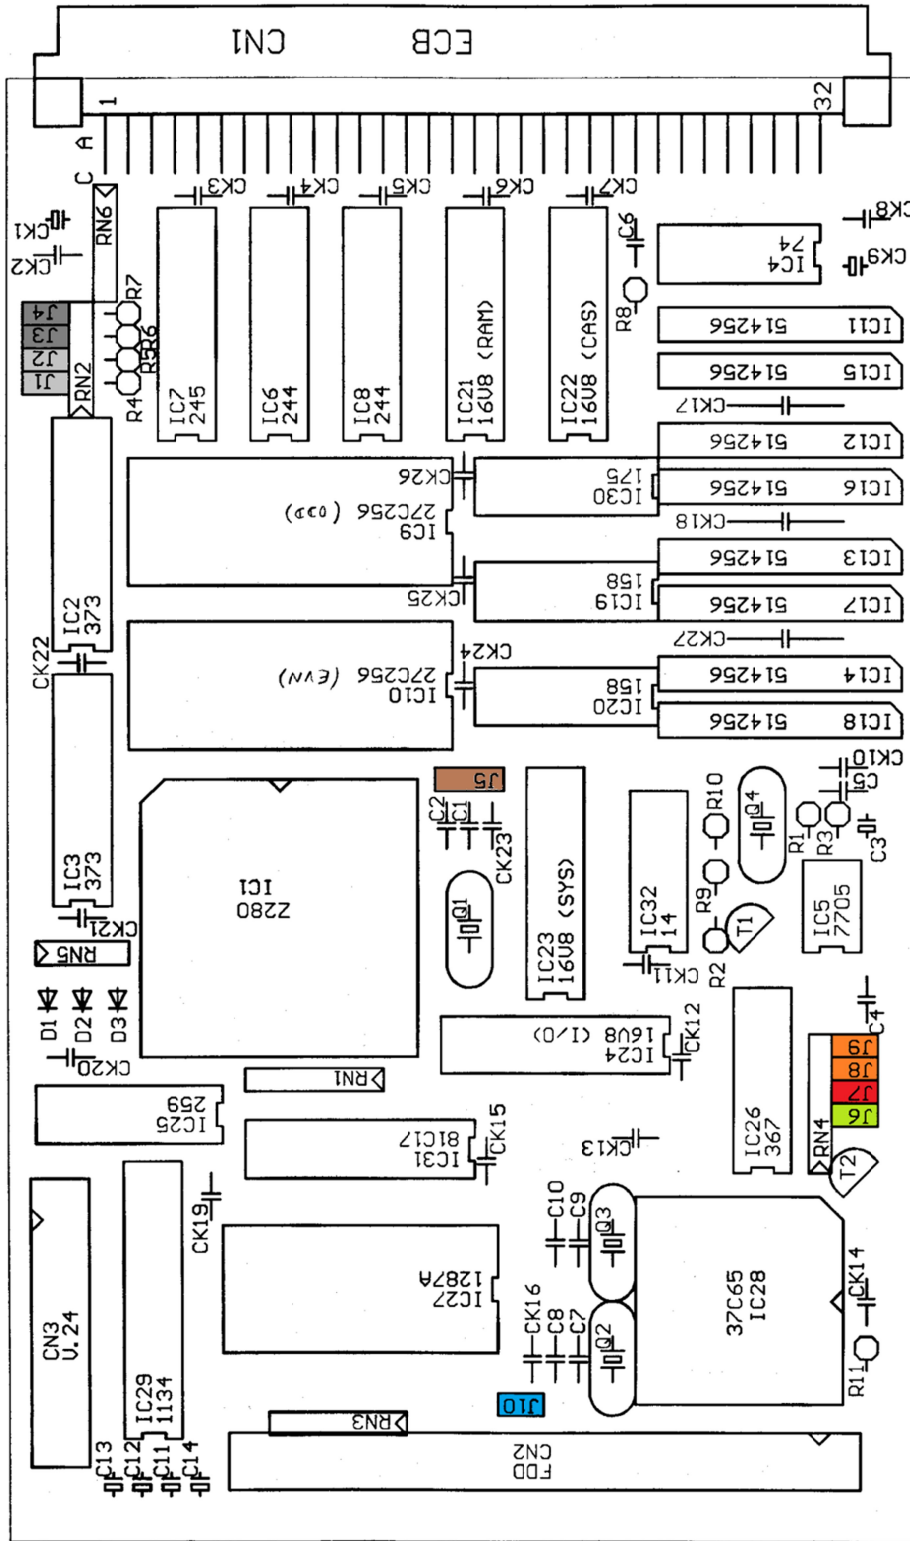 CN1 ECB
1
32
A
C
CK3
CK4
CK5
CK6
CK7
CK8
CK1
CK2
RN6
C6
74
IC4
CK9
J4
J3
J2
J1
R7
R6
R5
R4
RN2
R8
IC7
245
IC6
244
IC8
244
IC21
16V8 (RAM)
IC22
16V8 (CAS)
514256 IC11
514256 IC15
CK17
514256 IC12
514256 IC16
CK18
514256 IC13
514256 IC17
CK27
514256 IC14
514256 IC18
CK26
27C256 (ODD)
IC9
175
IC30
CK25
158
IC19
IC2
373
CK22
27C256 (EVN)
IC10
CK24
158
IC20
IC3
373
CK21
RN5
D1
D2
D3
CK20
IC1
Z280
J5
C2
C1
CK23
Q1
IC23
16V8 (SYS)
IC32
14
CK11
R10
R9
R2
Q4
T1
CK10
C5
R1
R3
C3
IC5
7705
C4
16V8 (I/O)
IC24
CK12
RN1
259
IC25
81C17
IC31
CK15
CK13
IC26
367
RN4
J9
J8
J7
J6
T2
CK19
1287A
IC27
C10
C9
Q3
CK16
C8
C7
Q2
37C65
IC28
CK14
R11
CN3
V.24
IC29
1134
J10
RN3
C13
C12
C11
C14
FDD
CN2